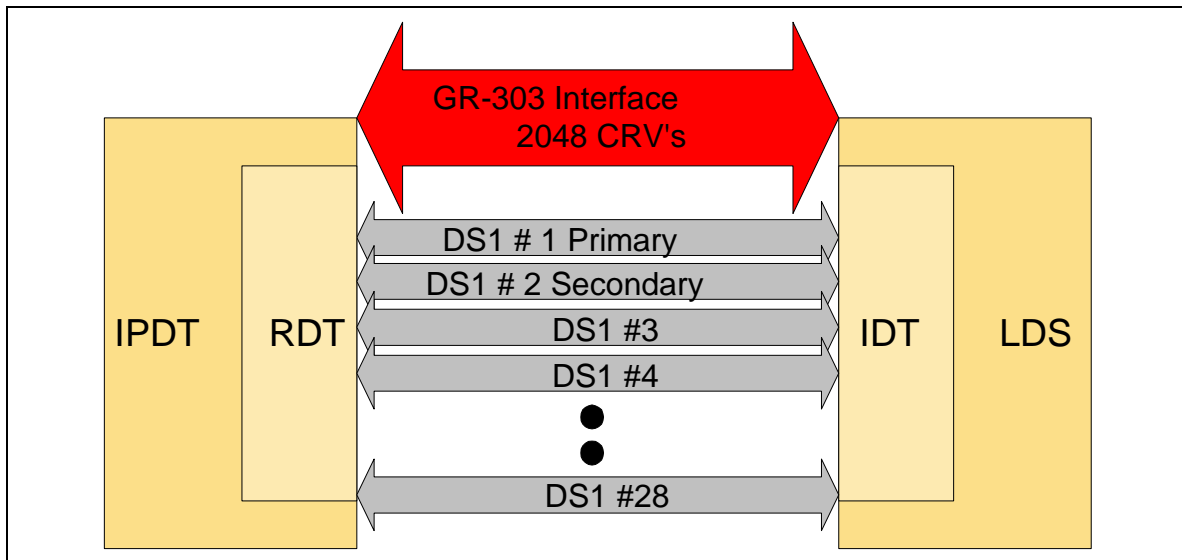 GR-303 Interface
2048 CRV's
DS1 # 1 Primary
DS1 # 2 Secondary
IPDT
RDT
DS1 #3
IDT
LDS
DS1 #4
DS1 #28